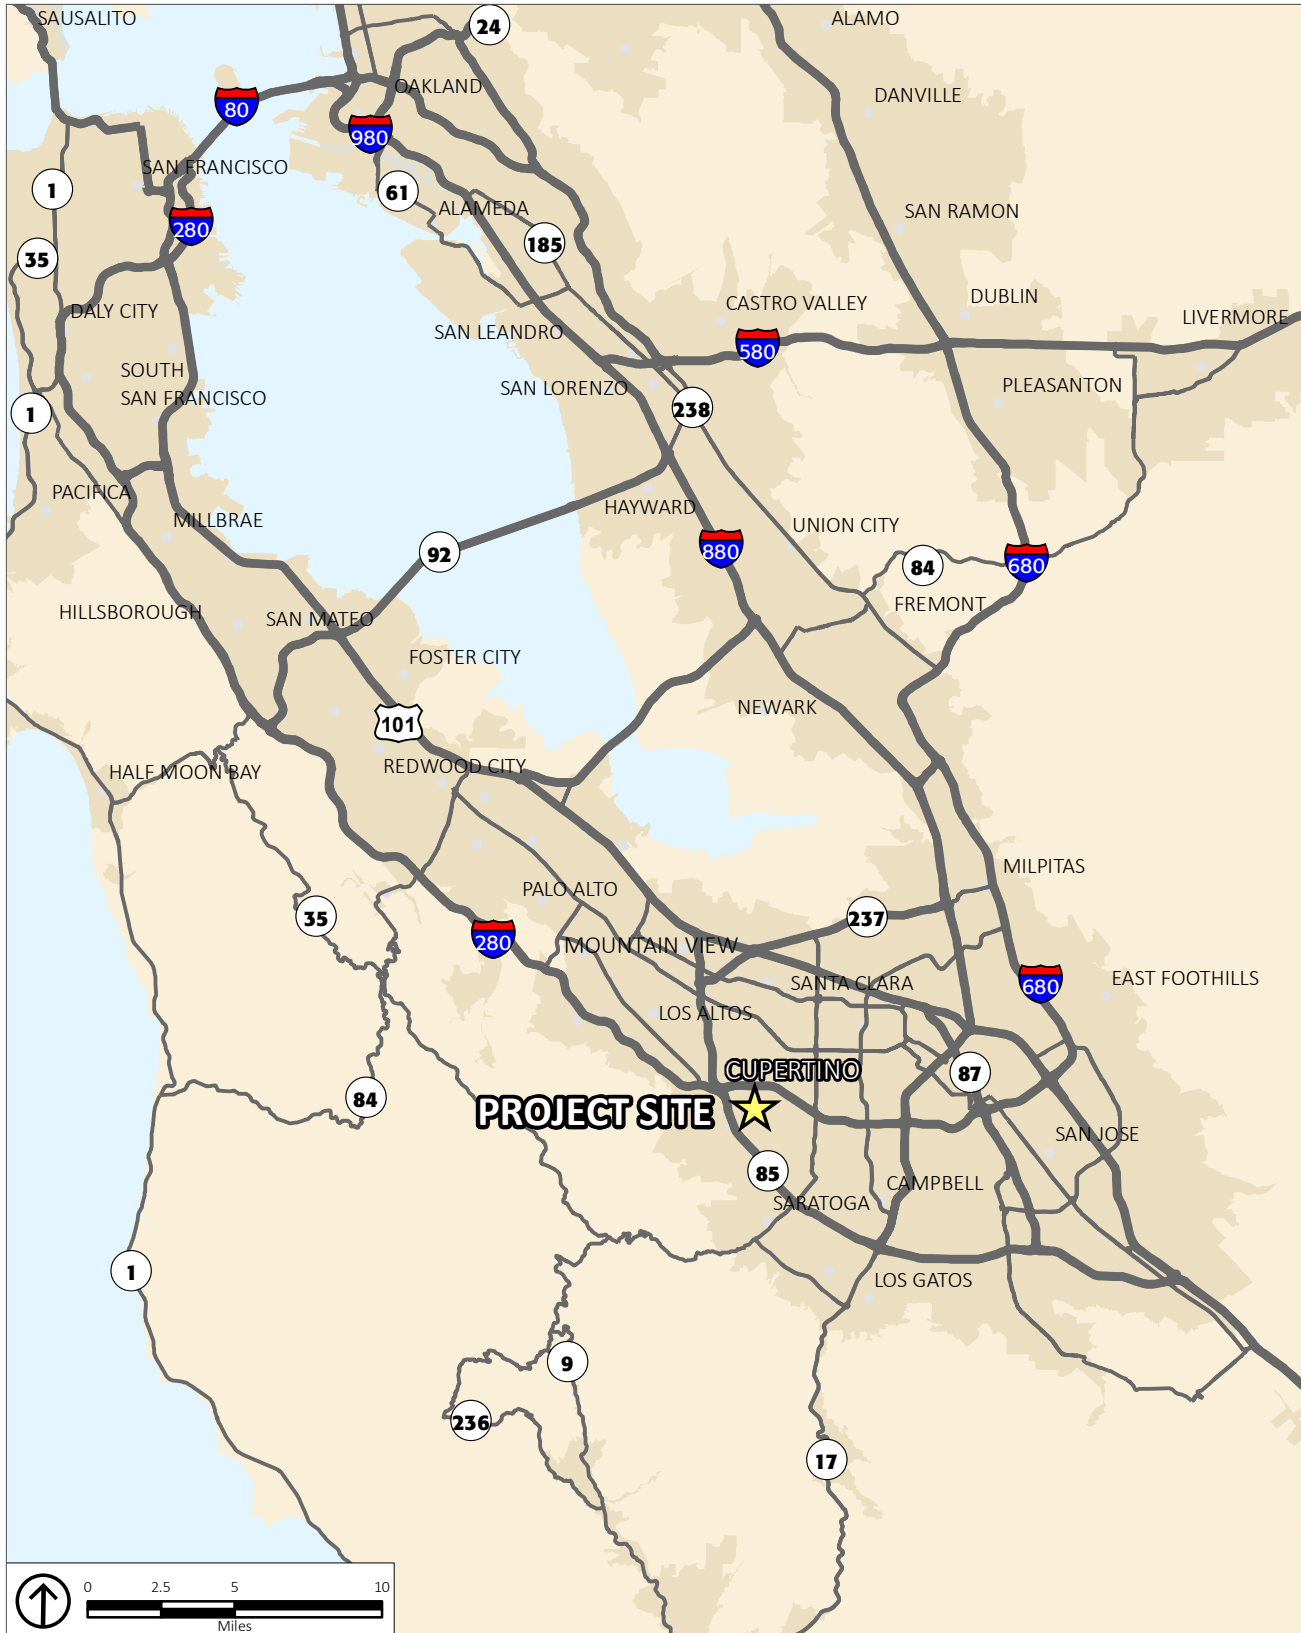 SAUSALITO
24
ALAMO
OAKLAND
80
DANVILLE
980
SAN FRANCISCO
1
61
ALAMEDA
SAN RAMON
280
185
35
DUBLIN
CASTRO VALLEY
DALY CITY
LIVERMORE
SAN LEANDRO
580
SOUTH
SAN FRANCISCO
SAN LORENZO
PLEASANTON
1
238
PACIFICA
HAYWARD
MILLBRAE
UNION CITY
92
880
84
680
FREMONT
HILLSBOROUGH
SAN MATEO
FOSTER CITY
NEWARK
101
HALF MOON BAY
REDWOOD CITY
MILPITAS
PALO ALTO
35
237
280
MOUNTAIN VIEW
EAST FOOTHILLS
SANTA CLARA
680
LOS ALTOS
CUPERTINO
87
84
PROJECT SITE
SAN JOSE
85
CAMPBELL
SARATOGA
1
LOS GATOS
9
236
17
0 2.5 5 10
Miles